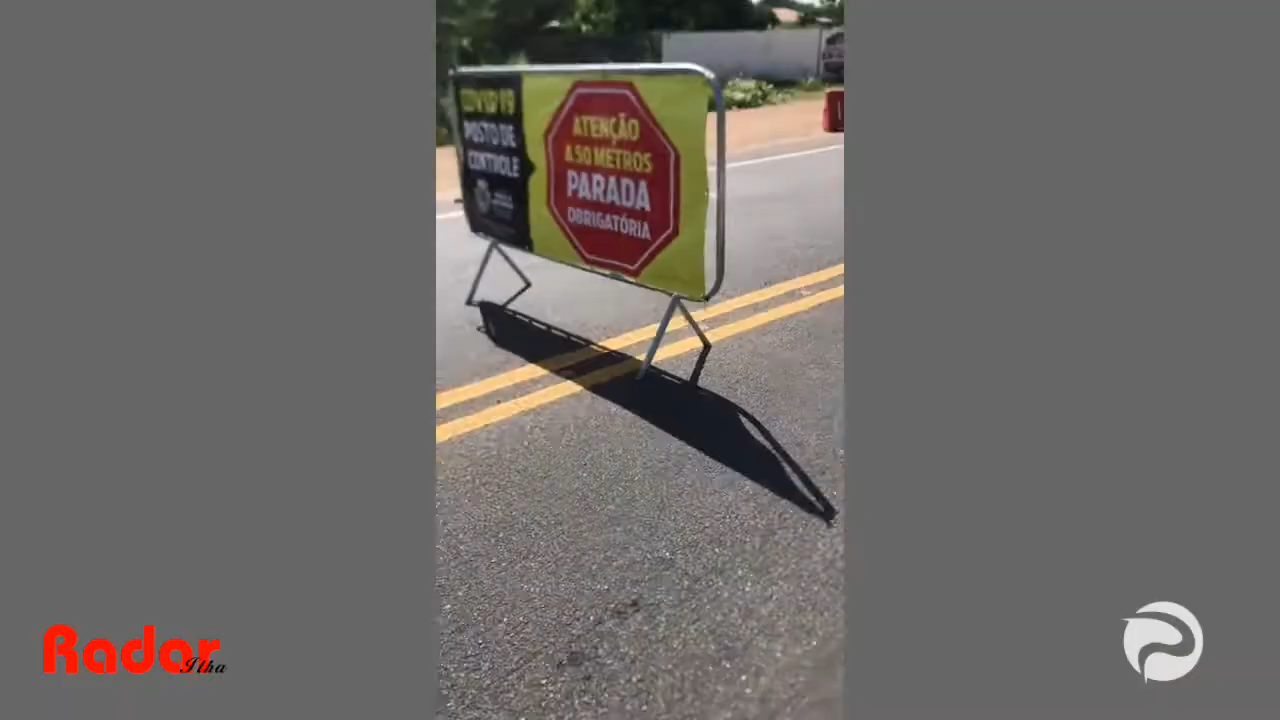 COVID 19
POSTO DE
CONTROLE
ATENÇÃO
A 50 METROS
PARADA
OBRIGATÓRIA
Radar
Ilha